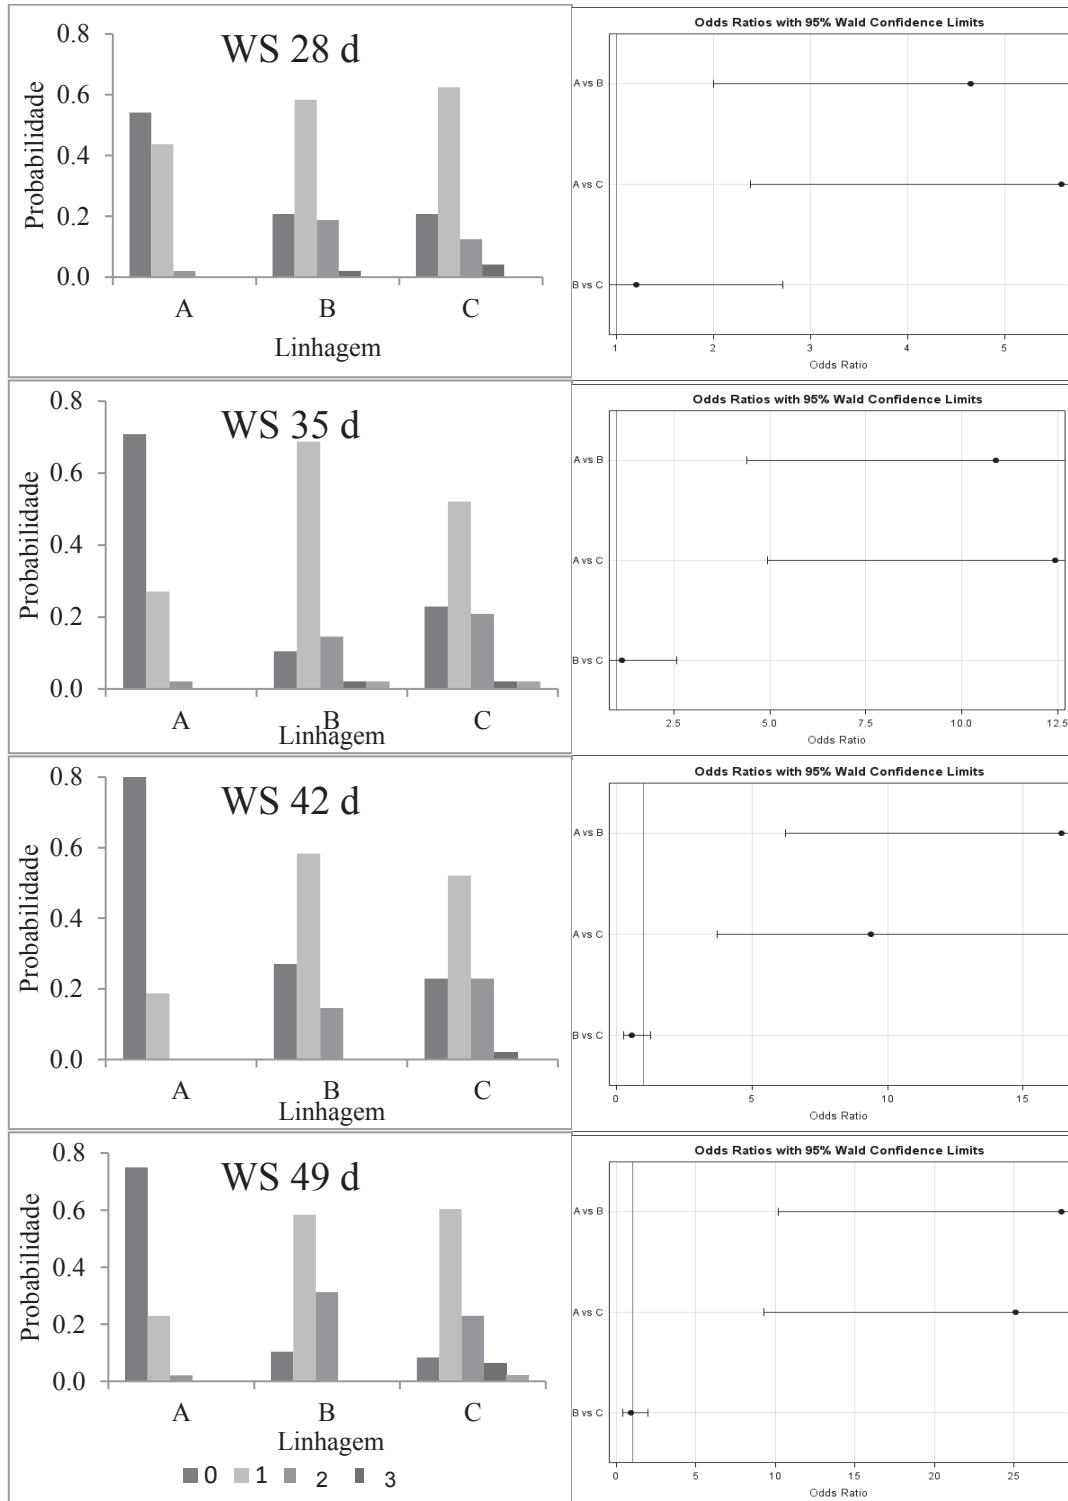 WS 28 d
Probabilidade
0.8
0.6
0.4
0.2
0.0
A B C
Linhagem
Odds Ratios with 95% Wald Confidence Limits
A vs B
A vs C
B vs C
1 2 3 4 5
Odds Ratio
WS 35 d
Probabilidade
0.8
0.6
0.4
0.2
0.0
A B C
Linhagem
Odds Ratios with 95% Wald Confidence Limits
A vs B
A vs C
B vs C
2.5 5.0 7.5 10.0 12.5
Odds Ratio
WS 42 d
Probabilidade
0.8
0.6
0.4
0.2
0.0
A B C
Linhagem
Odds Ratios with 95% Wald Confidence Limits
A vs B
A vs C
B vs C
0 5 10 15
Odds Ratio
WS 49 d
Probabilidade
0.8
0.6
0.4
0.2
0.0
A B C
Linhagem
0 1 2 3
Odds Ratios with 95% Wald Confidence Limits
A vs B
A vs C
B vs C
0 5 10 15 20 25
Odds Ratio